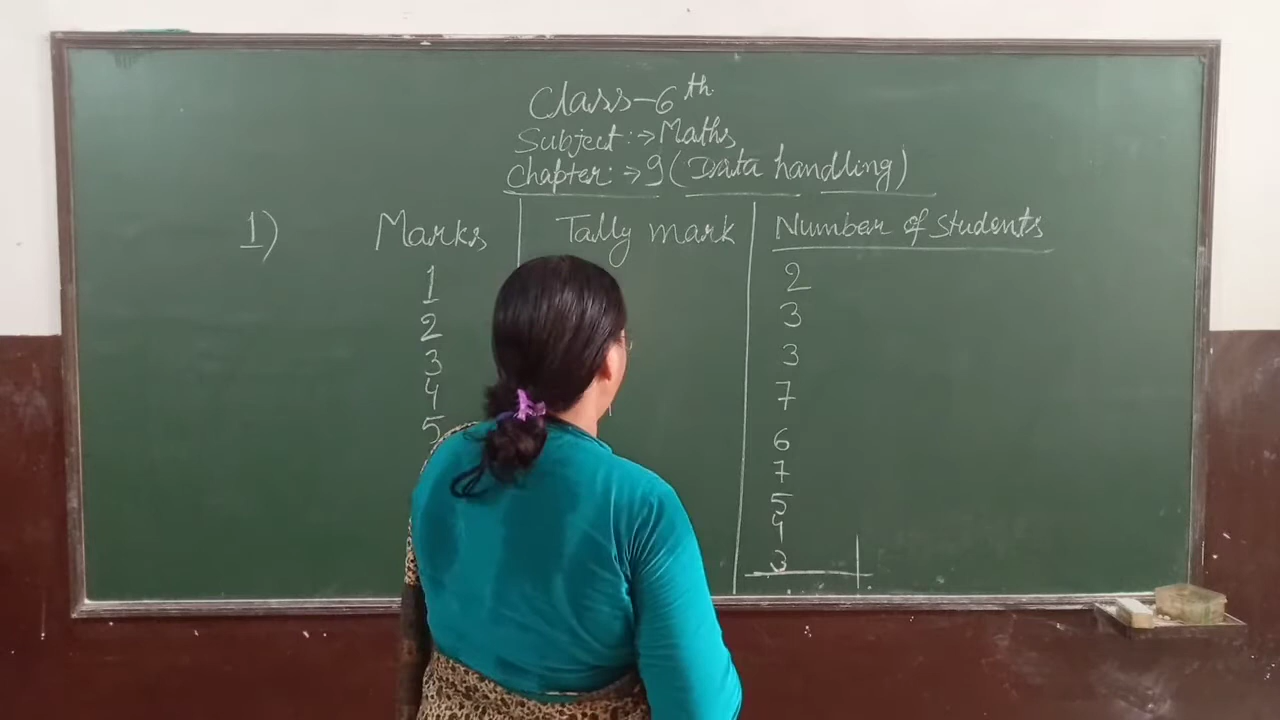 Class-6th
Subject:→Maths
Chapter:→9(Data handling)
1) Marks Tally mark Number of students
1 2
2 3
3 3
4 7
5 6
7
5
4
3